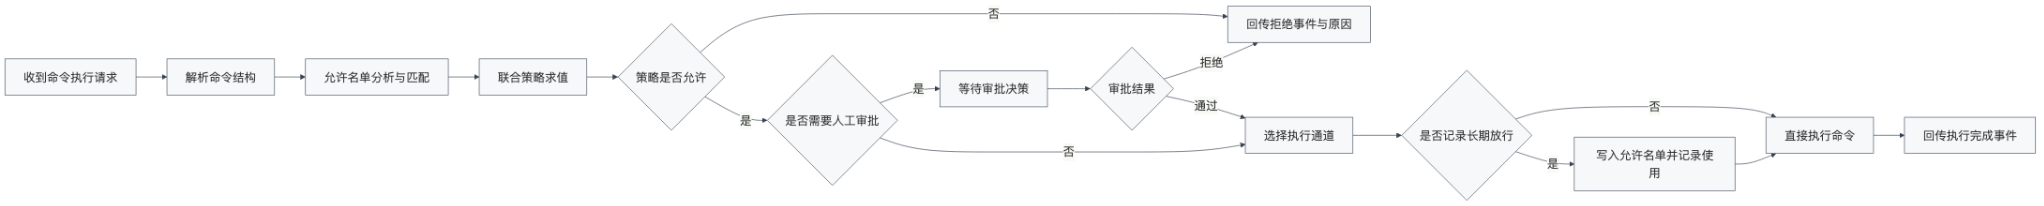 收到命令执行请求
解析命令结构
允许名单分析与匹配
联合策略求值
策略是否允许
否
回传拒绝事件与原因
是
是否需要人工审批
是
等待审批决策
审批结果
拒绝
通过
否
选择执行通道
是否记录长期放行
否
是
写入允许名单并记录使
用
直接执行命令
回传执行完成事件